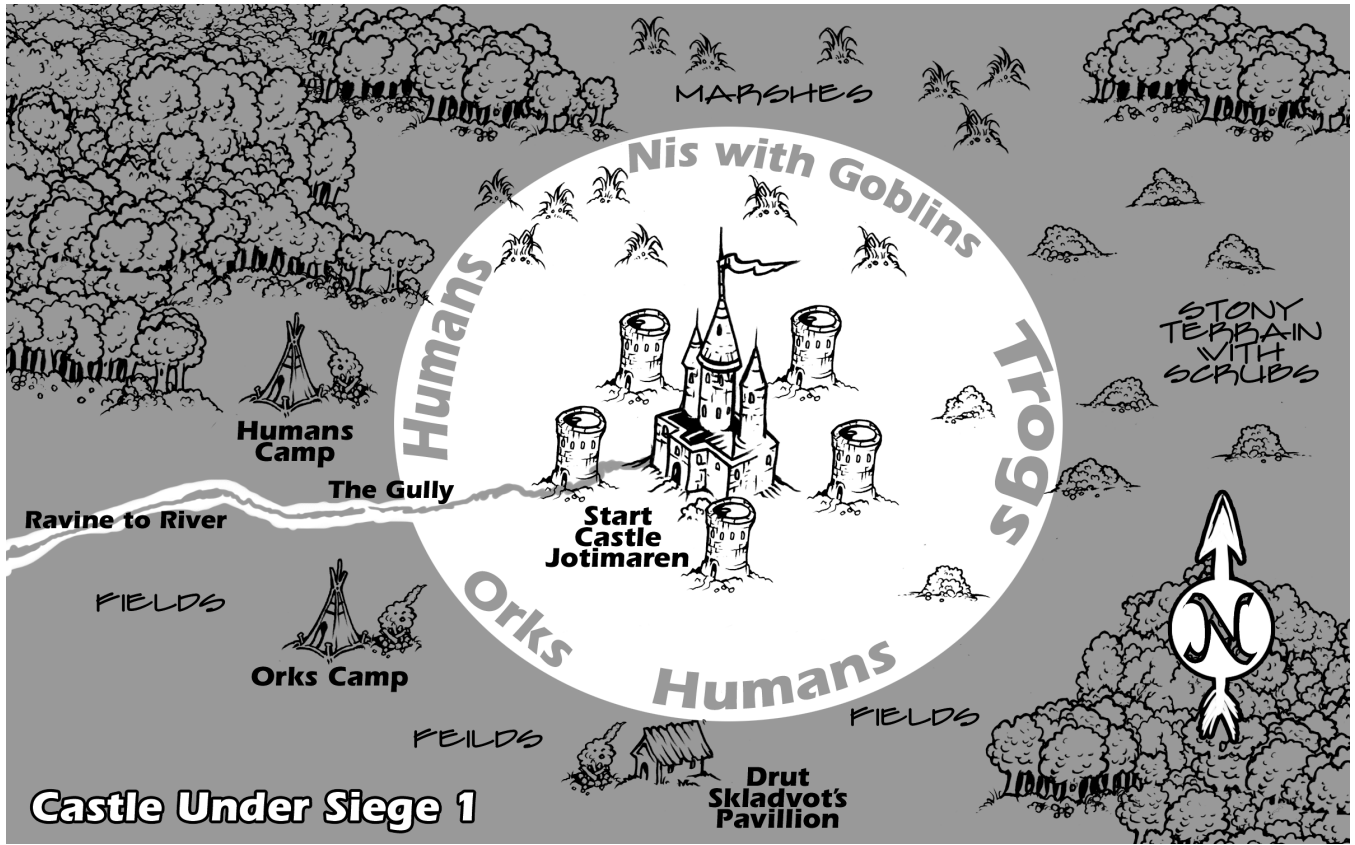 MARSHES
Nis with Goblins
Humans
Trogs
STONY
TERRAIN
WITH
SCRUBS
Humans
Camp
The Gully
Ravine to River
Start
Castle
Jotimaren
N
FIELDS
Orks
Humans
Orks Camp
FIELDS
FEILDS
Drut
Skladvot's
Pavillion
Castle Under Siege 1